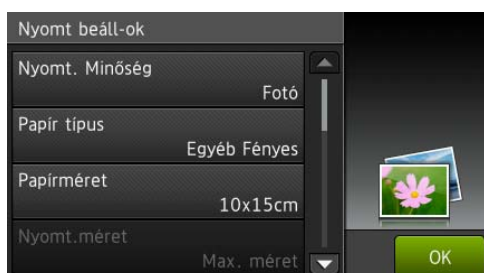 Nyomt beáll-ok
Nyomt. Minőség
Fotó
Papír típus
Egyéb Fényes
Papírméret
10x15cm
Nyomt.méret
Max. méret
OK